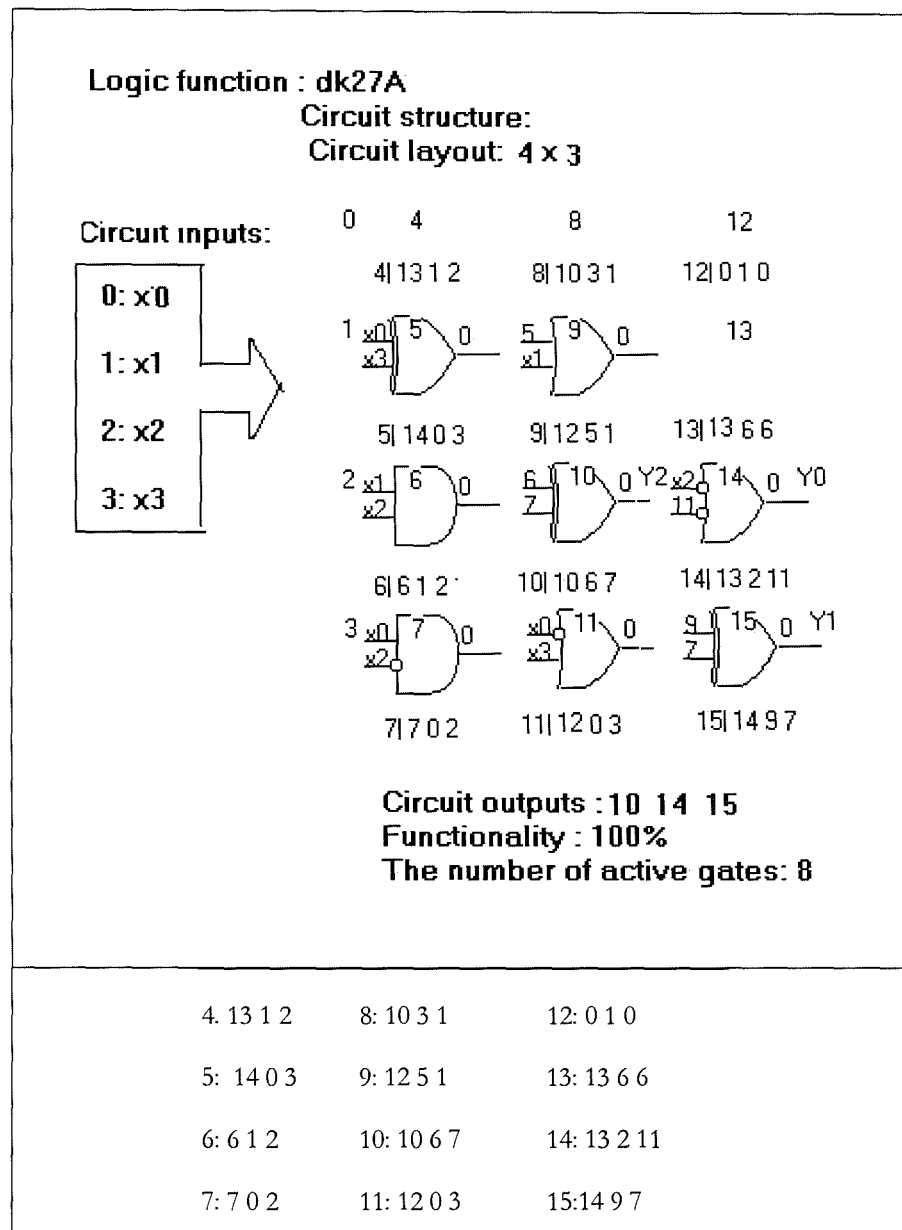 Logic function : dk27A
Circuit structure:
Circuit layout: 4 x 3
Circuit inputs:
0: x0
1: x1
2: x2
3: x3
0 4 8 12
4| 13 1 2 8| 10 3 1 12| 0 1 0
1 x0 5 0 5 9 0 13
x3 x1
5| 14 0 3 9| 12 5 1 13| 13 6 6
2 x1 6 0 6 10 0 Y2 x2 14 0 Y0
x2 7 11
6| 6 1 2 10| 10 6 7 14| 13 2 11
3 x0 7 0 x0 11 0 9 15 0 Y1
x2 x3 7
7| 7 0 2 11| 12 0 3 15| 14 9 7
Circuit outputs : 10 14 15
Functionality : 100%
The number of active gates: 8
4. 13 1 2 8: 10 3 1 12: 0 1 0
5: 14 0 3 9: 12 5 1 13: 13 6 6
6: 6 1 2 10: 10 6 7 14: 13 2 11
7: 7 0 2 11: 12 0 3 15:14 9 7